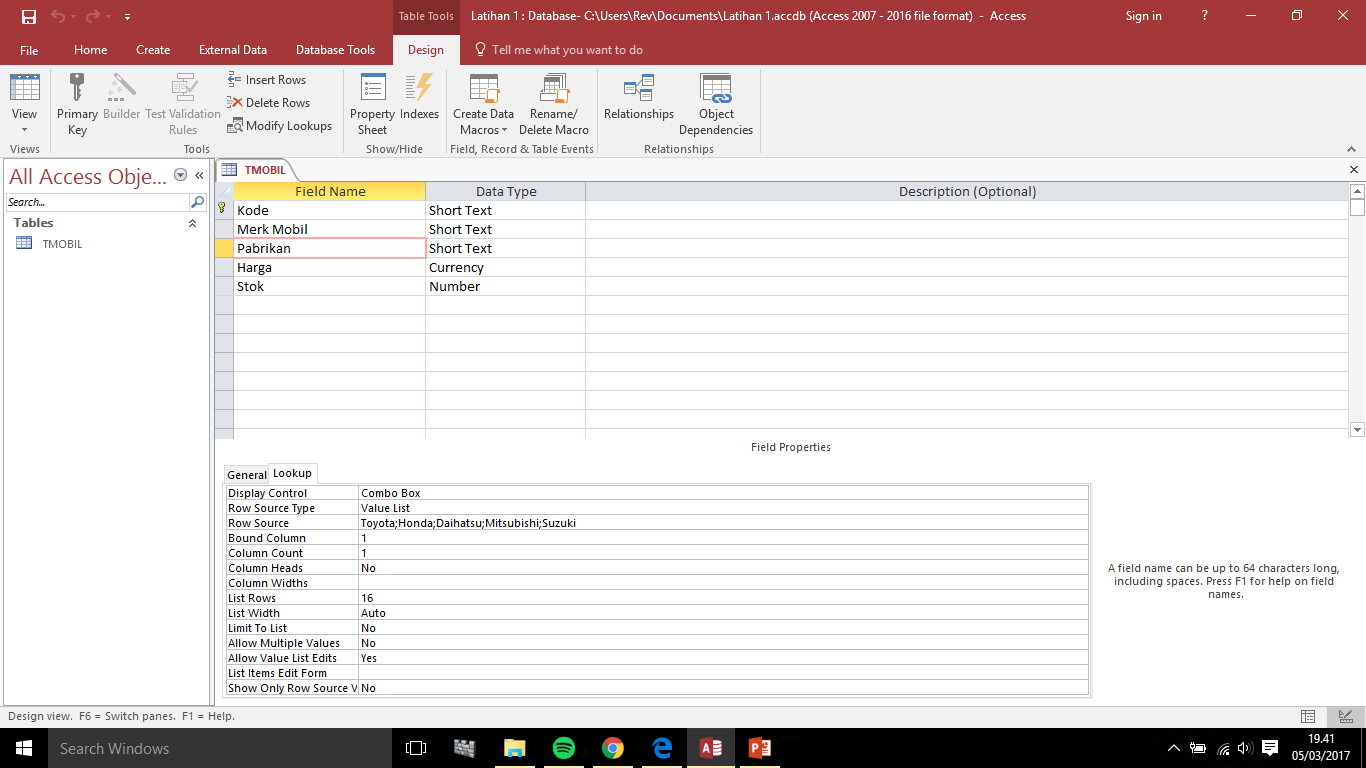 Table Tools
Latihan 1 : Database- C:\Users\Rev\Documents\Latihan 1.accdb (Access 2007 - 2016 file format) - Access
Sign in
?
File
Home
Create
External Data
Database Tools
Design
Tell me what you want to do
View
Primary Key
Builder
Test Validation Rules
Insert Rows
Delete Rows
Modify Lookups
Property Sheet
Indexes
Create Data Macros
Rename/ Delete Macro
Relationships
Object Dependencies
Views
Tools
Show/Hide
Field, Record & Table Events
Relationships
All Access Obje...
Search...
Tables
TMOBIL
TMOBIL
Field Name Data Type Description (Optional)
Kode Short Text
Merk Mobil Short Text
Pabrikan Short Text
Harga Currency
Stok Number
Field Properties
General Lookup
Display Control Combo Box
Row Source Type Value List
Row Source Toyota;Honda;Daihatsu;Mitsubishi;Suzuki
Bound Column 1
Column Count 1
Column Heads No
Column Widths
List Rows 16
List Width Auto
Limit To List No
Allow Multiple Values No
Allow Value List Edits Yes
List Items Edit Form
Show Only Row Source V No
A field name can be up to 64 characters long,
including spaces. Press F1 for help on field
names.
Design view. F6 = Switch panes. F1 = Help.
Search Windows
19.41
05/03/2017